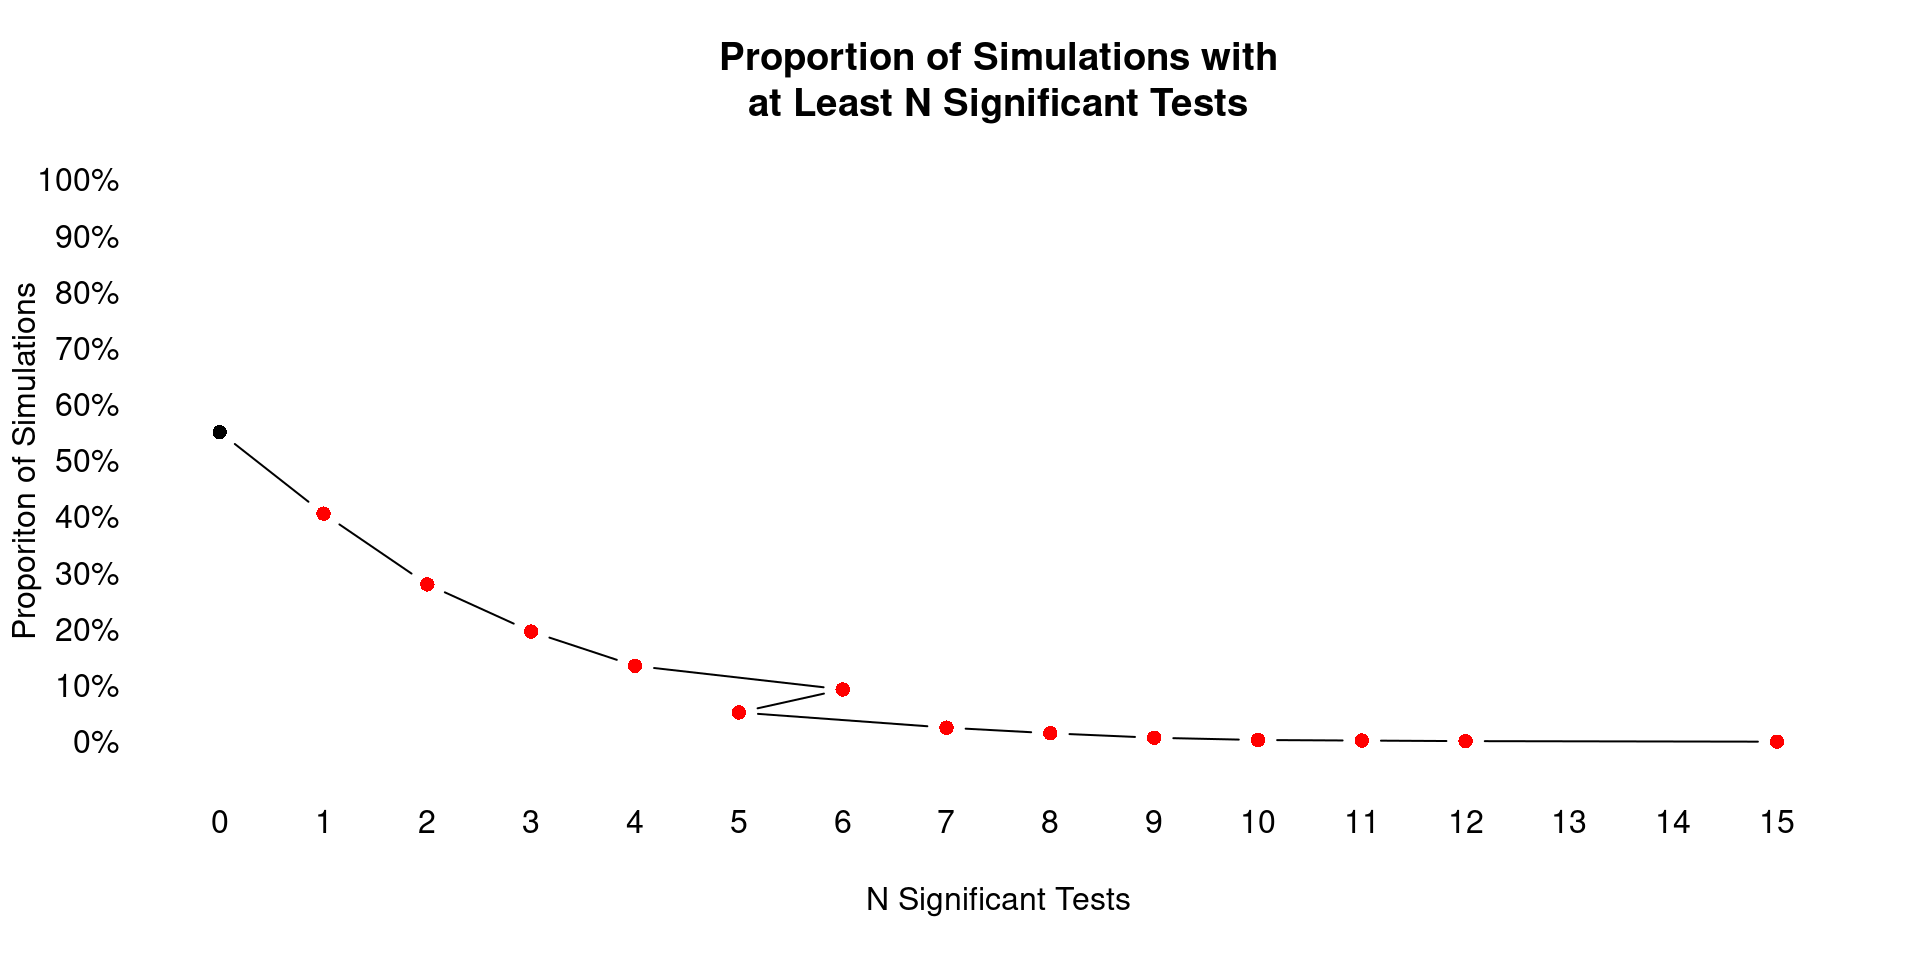 Proportion of Simulations with
at Least N Significant Tests
Proporiton of Simulations
100%
90%
80%
70%
60%
50%
40%
30%
20%
10%
0%
0 1 2 3 4 5 6 7 8 9 10 11 12 13 14 15
N Significant Tests